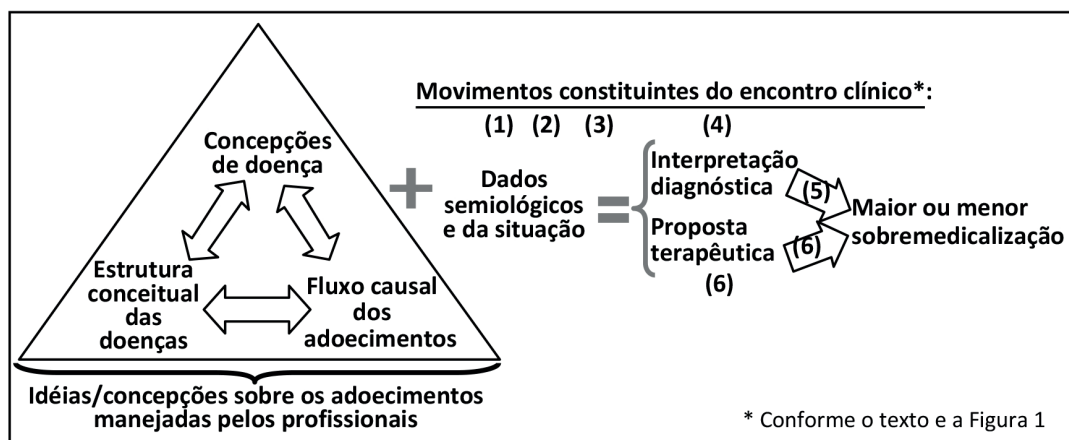 Movimentos constituintes do encontro clínico*:
(1) (2) (3) (4)
Concepções
de doença
Estrutura
conceitual
das
doenças
Fluxo causal
dos
adoecimentos
+
Dados
semiológicos
e da situação
=
Interpretação
diagnóstica
(5)
Proposta
terapêutica
(6)
(6)
Maior ou menor
sobremedicalização
Idéias/concepções sobre os adoecimentos
manejadas pelos profissionais
* Conforme o texto e a Figura 1